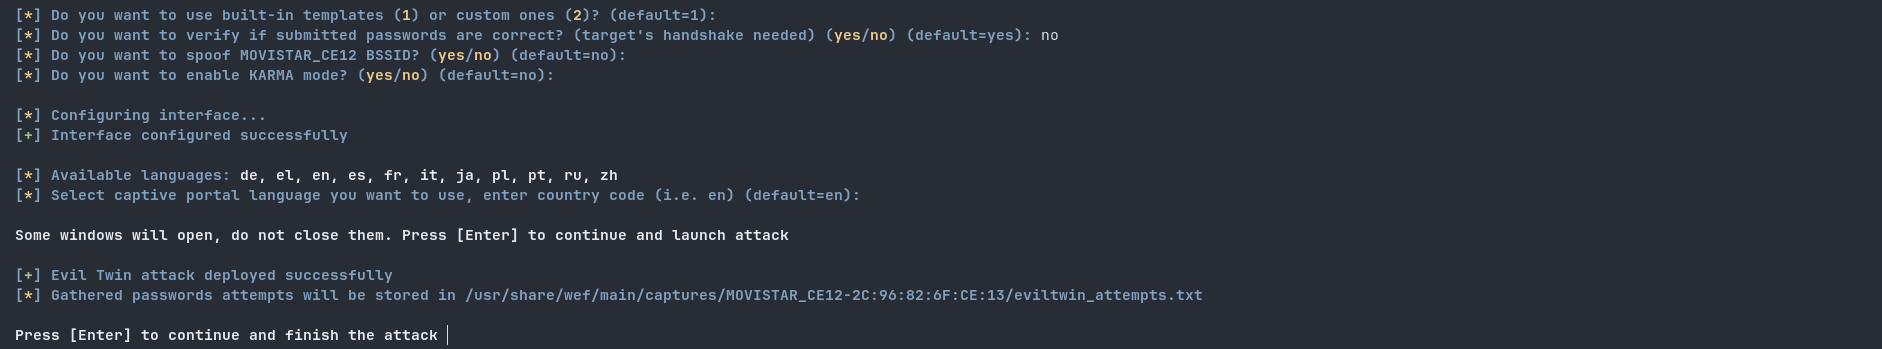 [*] Do you want to use built-in templates (1) or custom ones (2)? (default=1):
[*] Do you want to verify if submitted passwords are correct? (target's handshake needed) (yes/no) (default=yes): no
[*] Do you want to spoof MOVISTAR_CE12 BSSID? (yes/no) (default=no):
[*] Do you want to enable KARMA mode? (yes/no) (default=no):
[*] Configuring interface...
[+] Interface configured successfully
[*] Available languages: de, el, en, es, fr, it, ja, pl, pt, ru, zh
[*] Select captive portal language you want to use, enter country code (i.e. en) (default=en):
Some windows will open, do not close them. Press [Enter] to continue and launch attack
[+] Evil Twin attack deployed successfully
[*] Gathered passwords attempts will be stored in /usr/share/wef/main/captures/MOVISTAR_CE12-2C:96:82:6F:CE:13/eviltwin_attempts.txt
Press [Enter] to continue and finish the attack